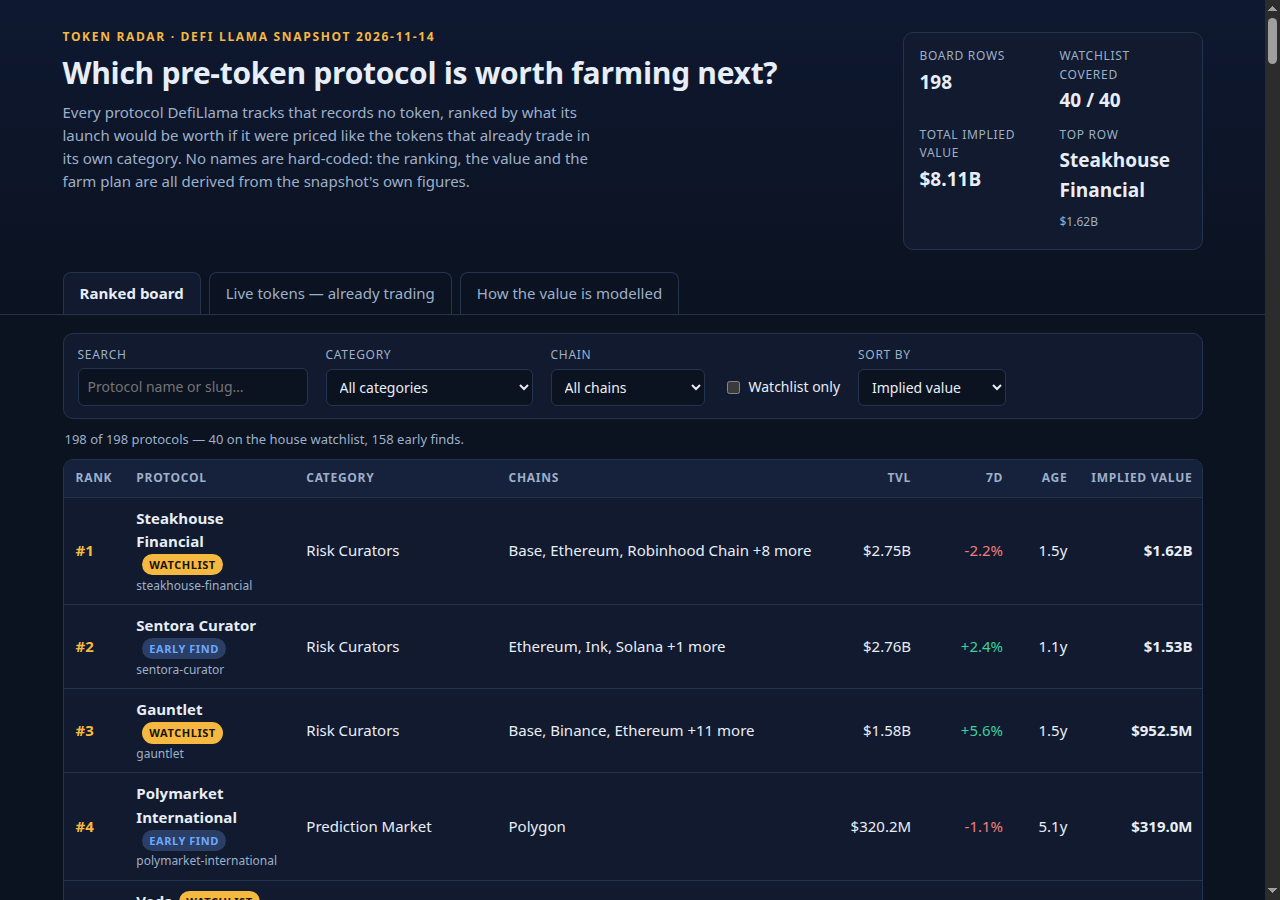 TOKEN RADAR · DEFI LLAMA SNAPSHOT 2026-11-14
Which pre-token protocol is worth farming next?
Every protocol DefiLlama tracks that records no token, ranked by what its
launch would be worth if it were priced like the tokens that already trade in
its own category. No names are hard-coded: the ranking, the value and the
farm plan are all derived from the snapshot's own figures.
BOARD ROWS
198
WATCHLIST
COVERED
40 / 40
TOTAL IMPLIED
VALUE
$8.11B
TOP ROW
Steakhouse
Financial
$1.62B
Ranked board
Live tokens — already trading
How the value is modelled
SEARCH
Protocol name or slug…
CATEGORY
All categories
CHAIN
All chains
Watchlist only
SORT BY
Implied value
198 of 198 protocols — 40 on the house watchlist, 158 early finds.
RANK PROTOCOL CATEGORY CHAINS TVL 7D AGE IMPLIED VALUE
#1
Steakhouse
Financial
WATCHLIST
steakhouse-financial
Risk Curators
Base, Ethereum, Robinhood Chain +8 more
$2.75B
-2.2%
1.5y
$1.62B
#2
Sentora Curator
EARLY FIND
sentora-curator
Risk Curators
Ethereum, Ink, Solana +1 more
$2.76B
+2.4%
1.1y
$1.53B
#3
Gauntlet
WATCHLIST
gauntlet
Risk Curators
Base, Binance, Ethereum +11 more
$1.58B
+5.6%
1.5y
$952.5M
#4
Polymarket
International
EARLY FIND
polymarket-international
Prediction Market
Polygon
$320.2M
-1.1%
5.1y
$319.0M
WATCHLIST